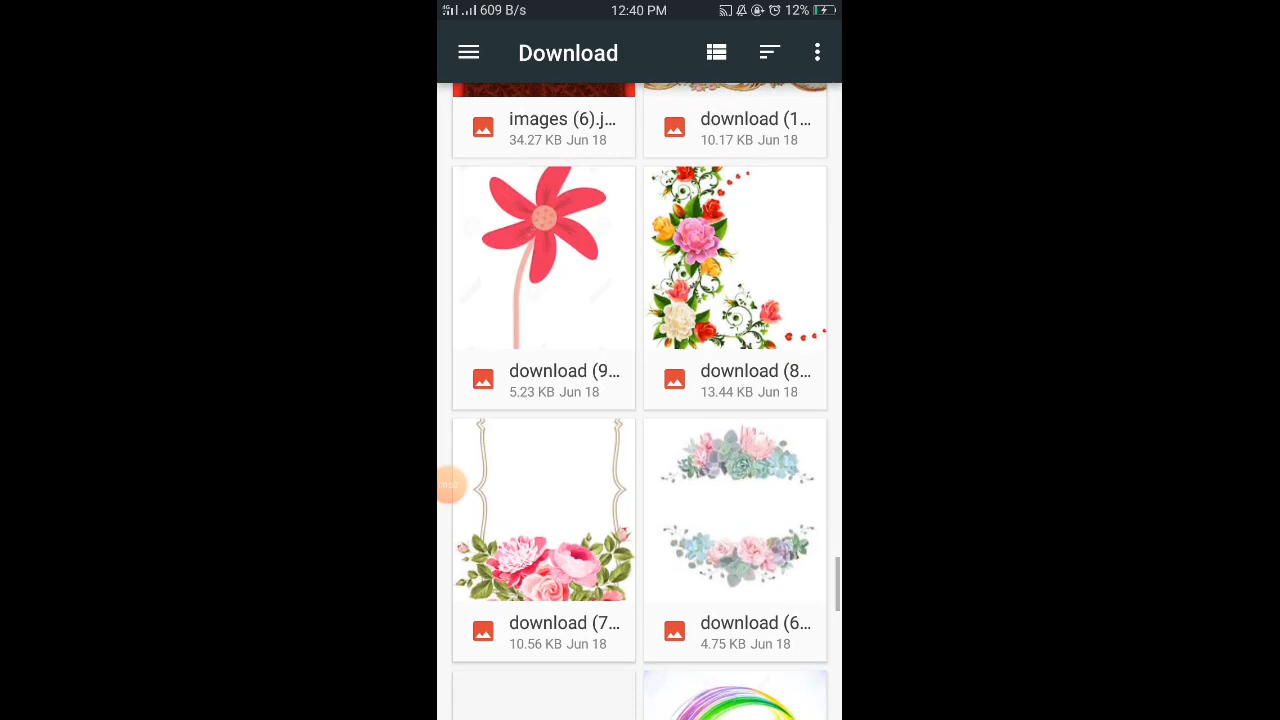 4G 609 B/s 12:40 PM 12%
Download
images (6).j...
34.27 KB Jun 18
download (1...
10.17 KB Jun 18
download (9...
5.23 KB Jun 18
download (8...
13.44 KB Jun 18
download (7...
10.56 KB Jun 18
download (6...
4.75 KB Jun 18